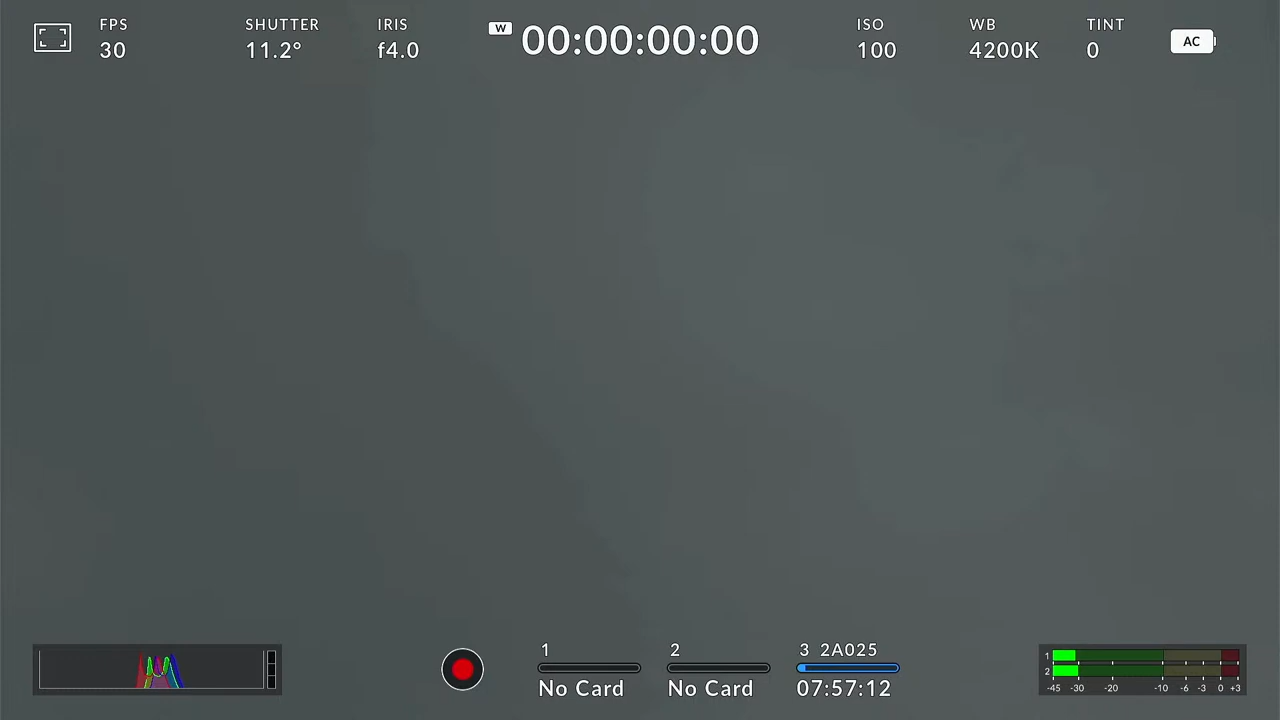 FPS SHUTTER IRIS W 00:00:00:00 ISO WB TINT AC
30 11.2° f4.0 100 4200K 0
1 2 3 2A025
No Card No Card 07:57:12
1
2
-45 -30 -20 -10 -6 -3 0 +3